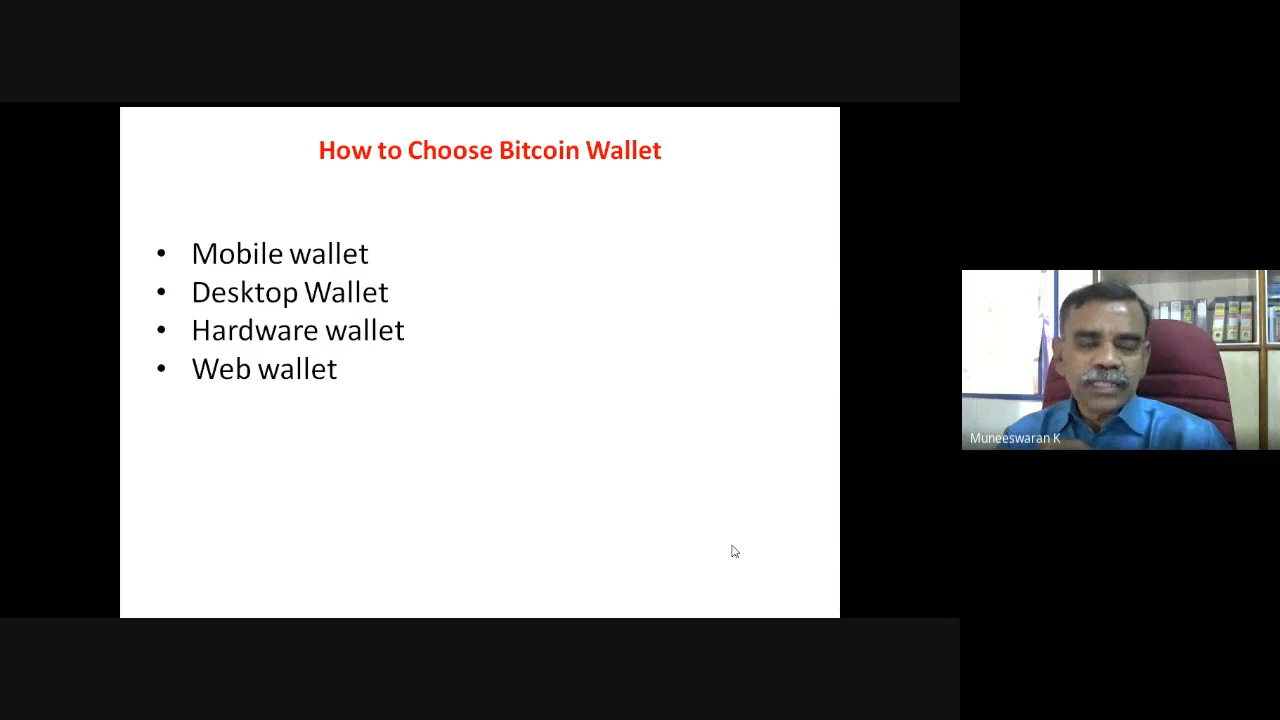 How to Choose Bitcoin Wallet
• Mobile wallet
• Desktop Wallet
• Hardware wallet
• Web wallet
Muneeswaran K